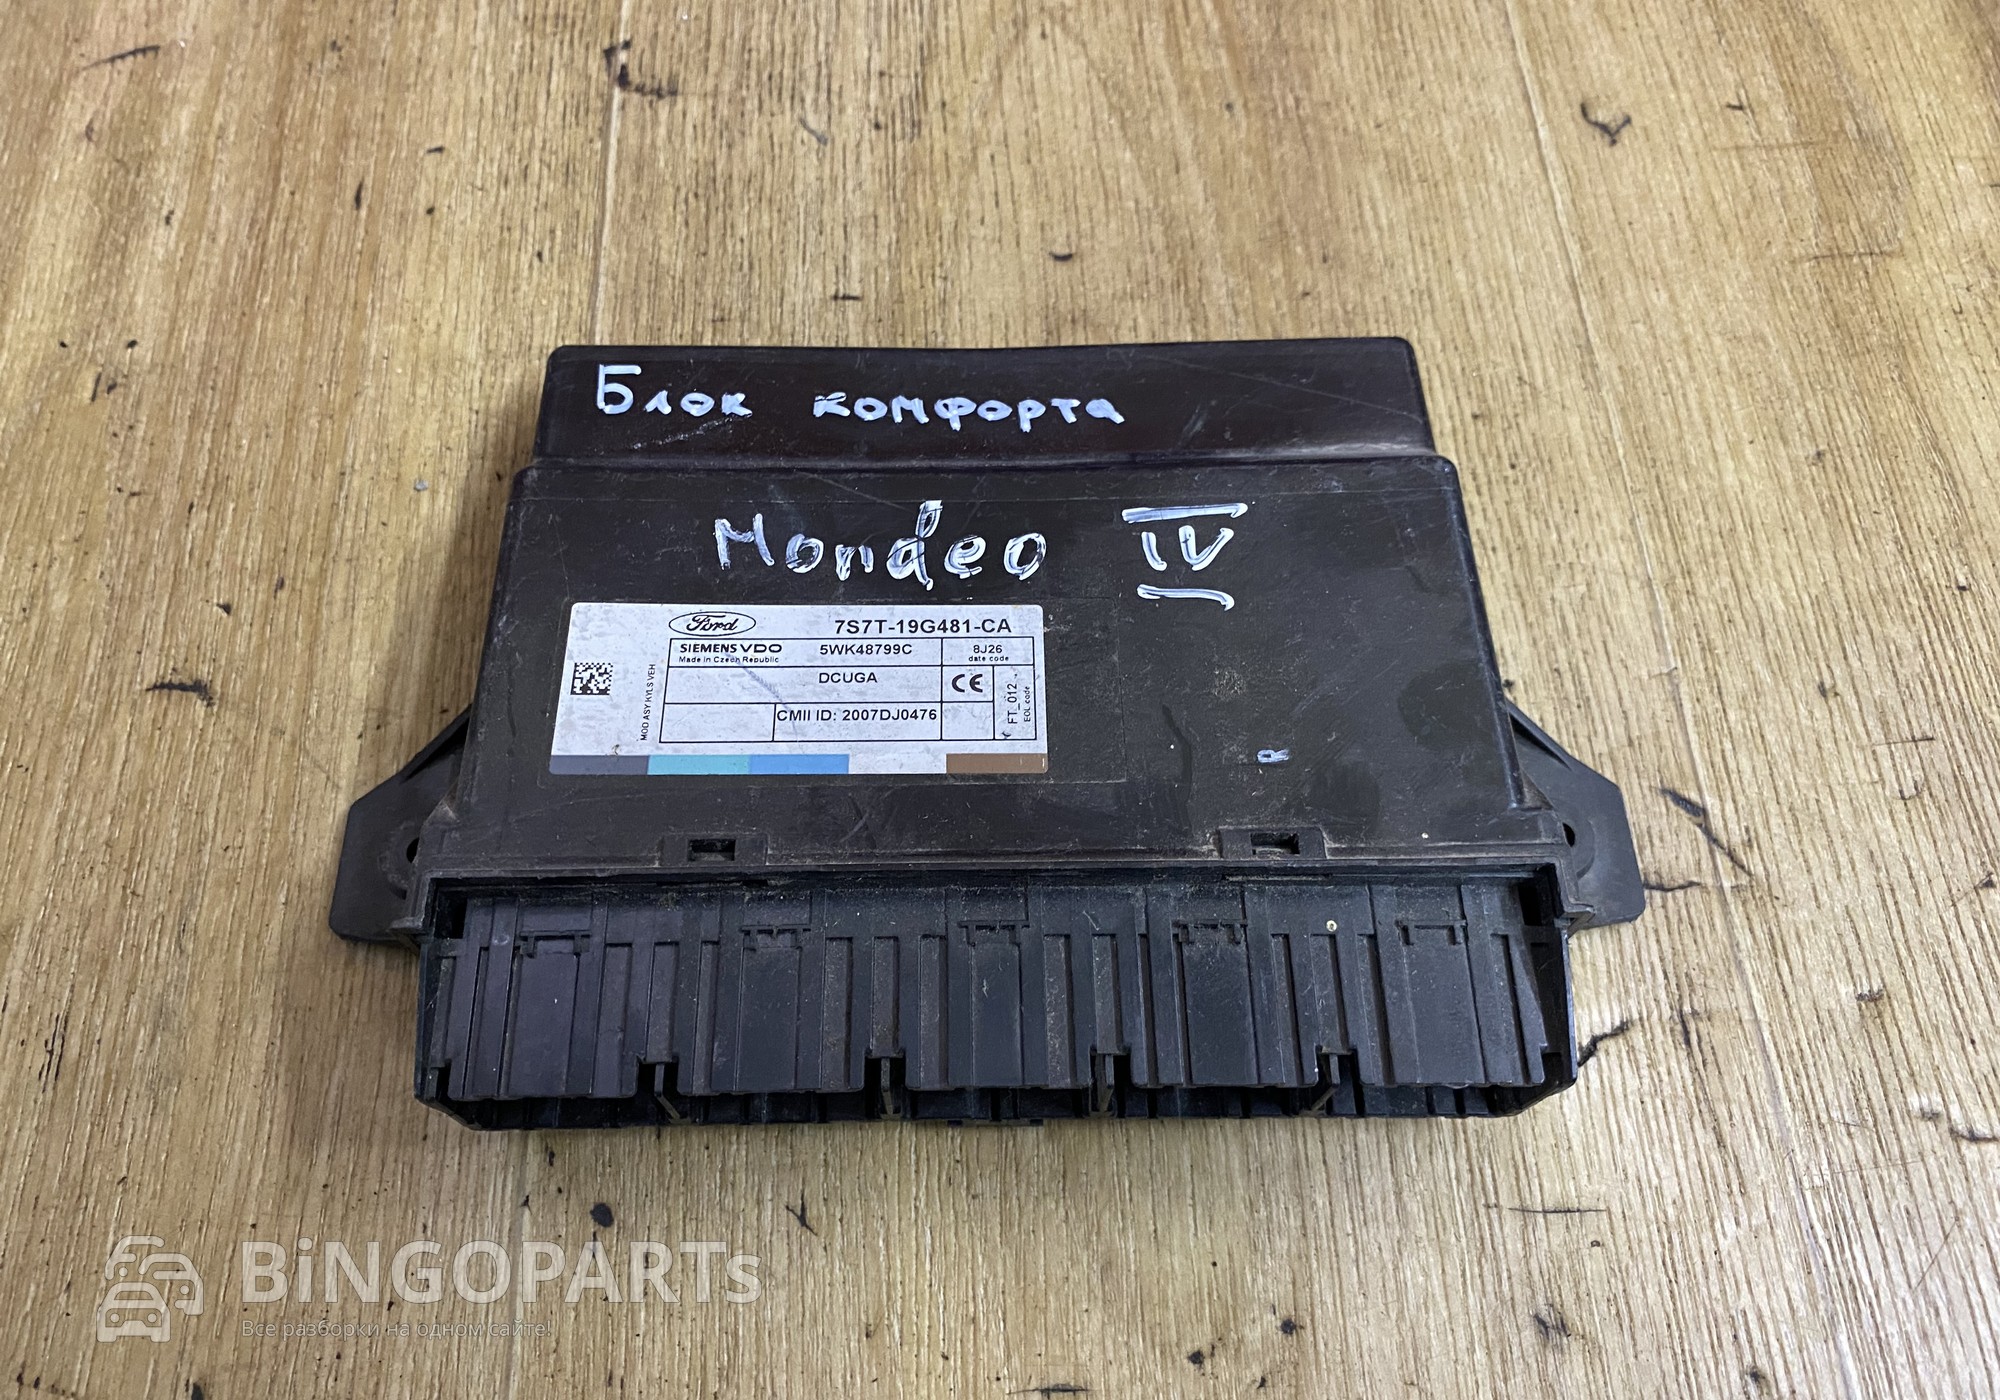 Блок комфорта
Mondeo IV
Ford 7S7T-19G481-CA
SIEMENS VDO 5WK48799C 8J26
Made in Czech Republic date code
DCUGA CE
MOD ASY KYLS VEH
FT_012
EOL code
CMII ID: 2007DJ0476
R
BiNGOPARTs
Все разборки на одном сайте!